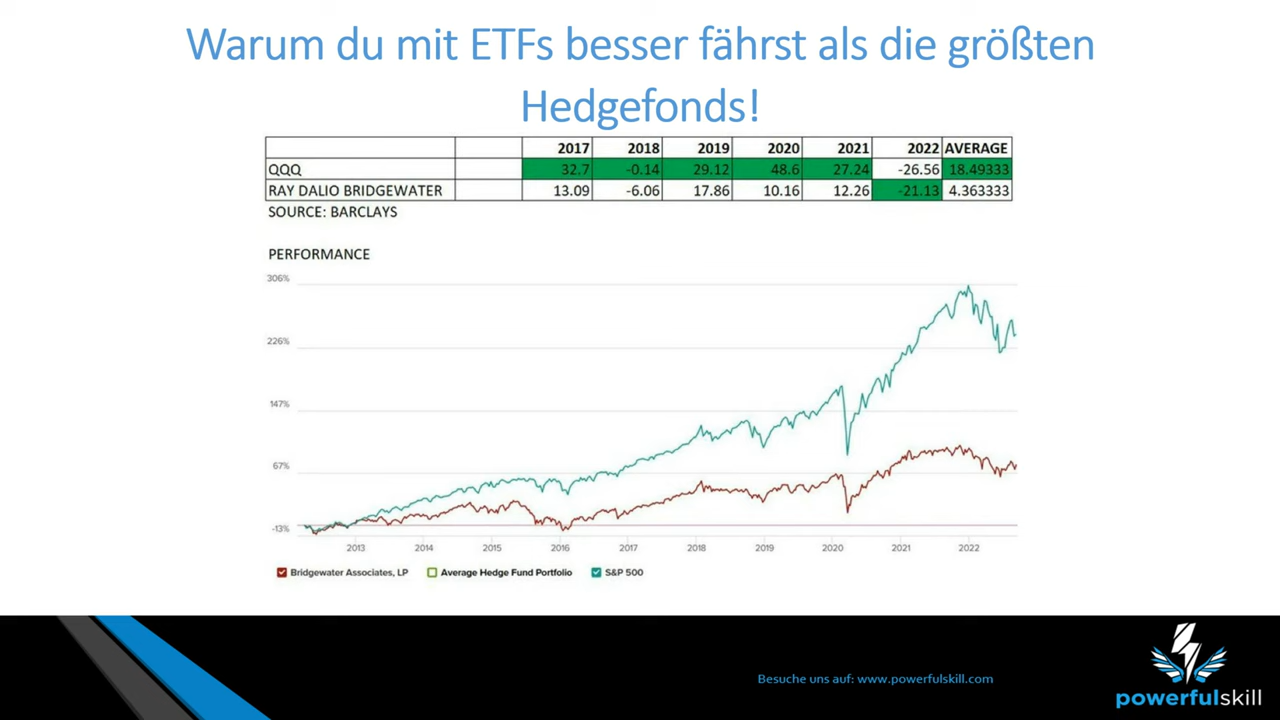 Warum du mit ETFs besser fährst als die größten
Hedgefonds!
2017 2018 2019 2020 2021 2022 AVERAGE
QQQ 32.7 -0.14 29.12 48.6 27.24 -26.56 18.49333
RAY DALIO BRIDGEWATER 13.09 -6.06 17.86 10.16 12.26 -21.13 4.363333
SOURCE: BARCLAYS
PERFORMANCE
306%
226%
147%
67%
-13%
2013 2014 2015 2016 2017 2018 2019 2020 2021 2022
Bridgewater Associates, LP Average Hedge Fund Portfolio S&P 500
Besuche uns auf: www.powerfulskill.com
powerfulskill